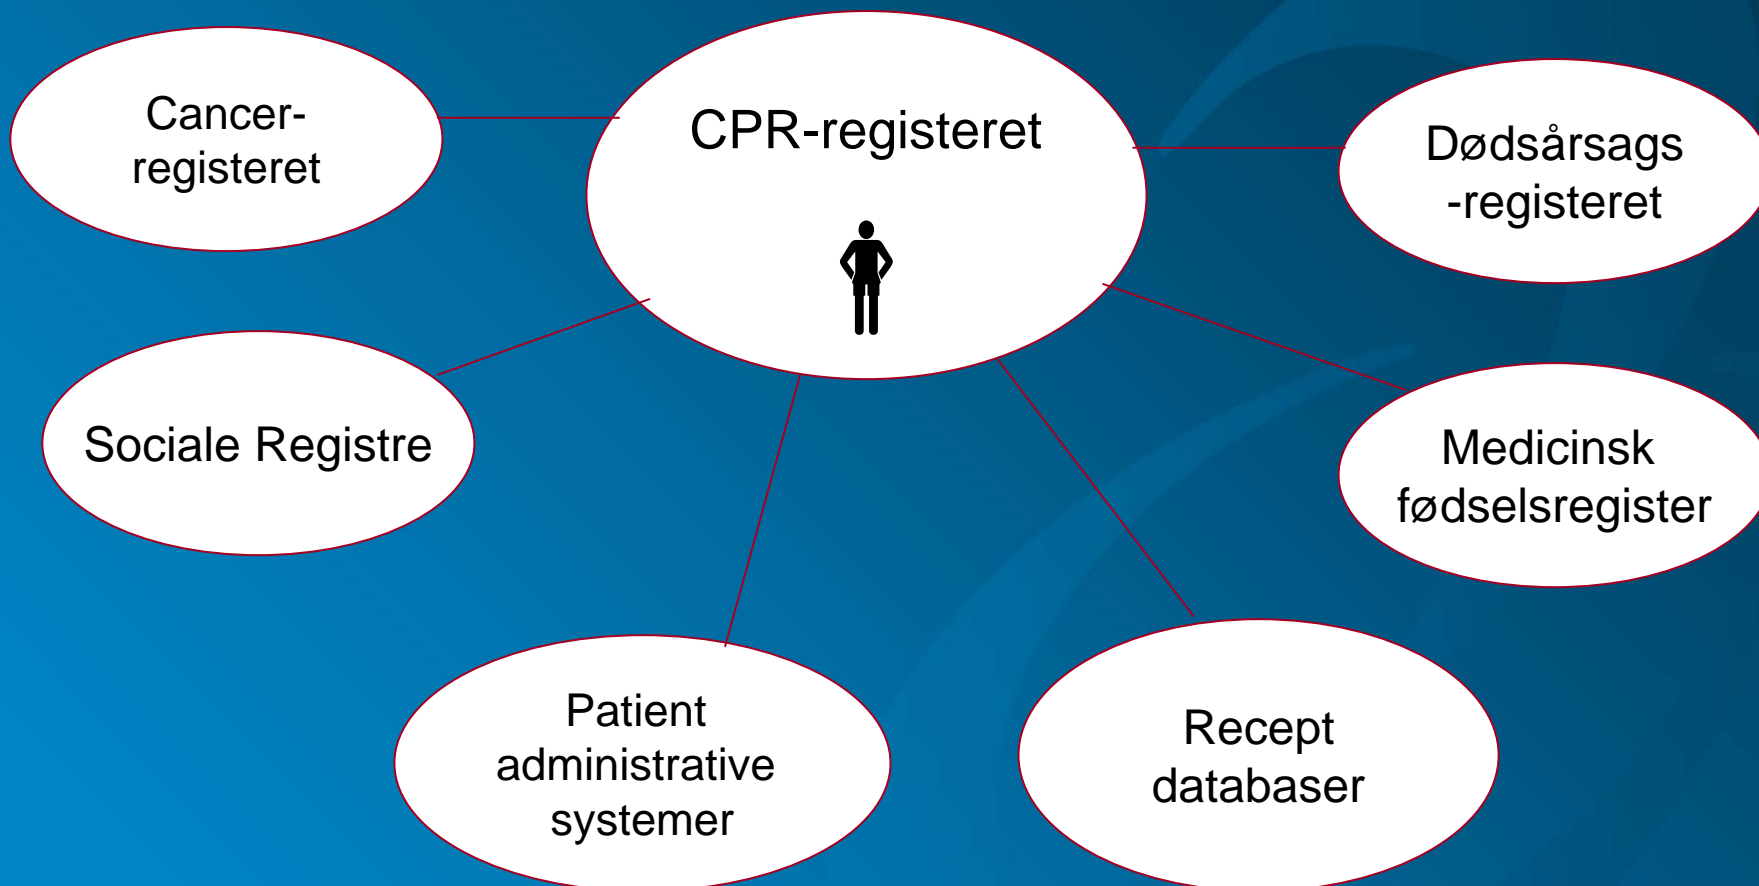 Cancer-
registeret
CPR-registeret
Dødsårsags
-registeret
Sociale Registre
Medicinsk
fødselsregister
Patient
administrative
systemer
Recept
databaser